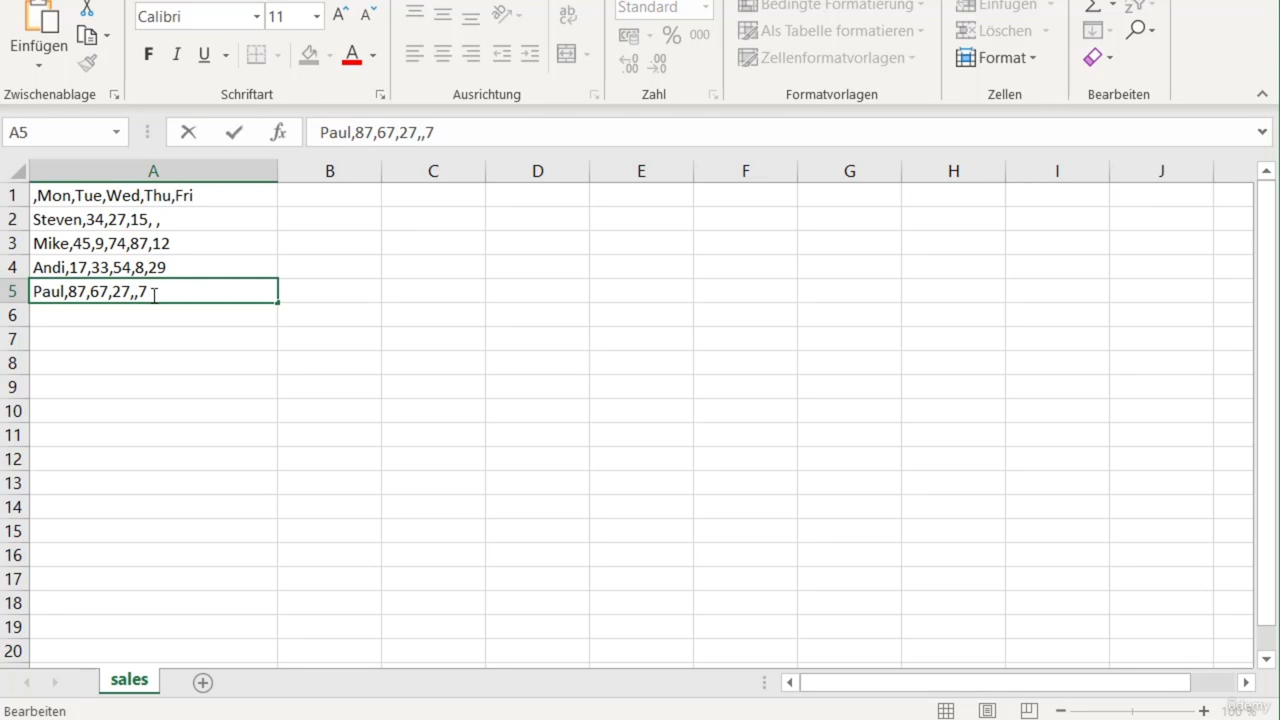 Calibri 11 A^ Aˇ ab Standard Bedingte Formatierung Einfügen Σ
Einfügen % 000 Als Tabelle formatieren Löschen
F K U A Zellenformatvorlagen Format
Zwischenablage Schriftart Ausrichtung Zahl Formatvorlagen Zellen Bearbeiten
A5 fx Paul,87,67,27,,7
A B C D E F G H I J
1 ,Mon,Tue,Wed,Thu,Fri
2 Steven,34,27,15, ,
3 Mike,45,9,74,87,12
4 Andi,17,33,54,8,29
5 Paul,87,67,27,,7
6
7
8
9
10
11
12
13
14
15
16
17
18
19
20
sales
Bearbeiten 100 %
Udemy